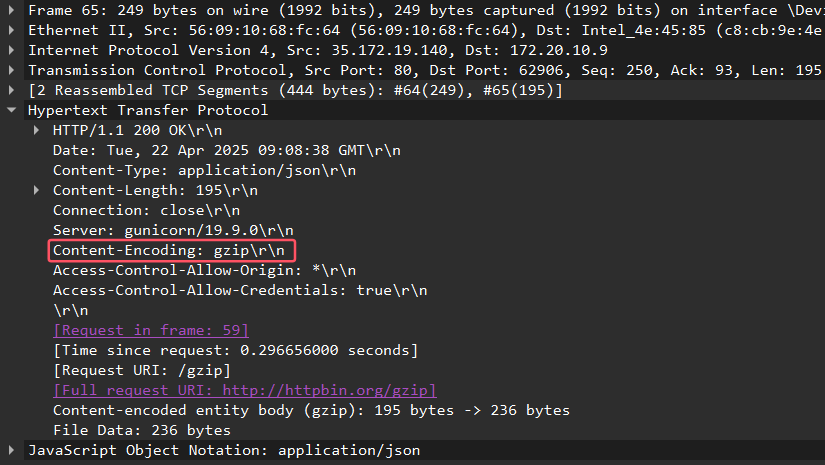 Frame 65: 249 bytes on wire (1992 bits), 249 bytes captured (1992 bits) on interface \Dev
Ethernet II, Src: 56:09:10:68:fc:64 (56:09:10:68:fc:64), Dst: Intel_4e:45:85 (c8:cb:9e:4e
Internet Protocol Version 4, Src: 35.172.19.140, Dst: 172.20.10.9
Transmission Control Protocol, Src Port: 80, Dst Port: 62906, Seq: 250, Ack: 93, Len: 195
[2 Reassembled TCP Segments (444 bytes): #64(249), #65(195)]
Hypertext Transfer Protocol
HTTP/1.1 200 OK\r\n
Date: Tue, 22 Apr 2025 09:08:38 GMT\r\n
Content-Type: application/json\r\n
Content-Length: 195\r\n
Connection: close\r\n
Server: gunicorn/19.9.0\r\n
Content-Encoding: gzip\r\n
Access-Control-Allow-Origin: *\r\n
Access-Control-Allow-Credentials: true\r\n
\r\n
[Request in frame: 59]
[Time since request: 0.296656000 seconds]
[Request URI: /gzip]
[Full request URI: http://httpbin.org/gzip]
Content-encoded entity body (gzip): 195 bytes -> 236 bytes
File Data: 236 bytes
JavaScript Object Notation: application/json